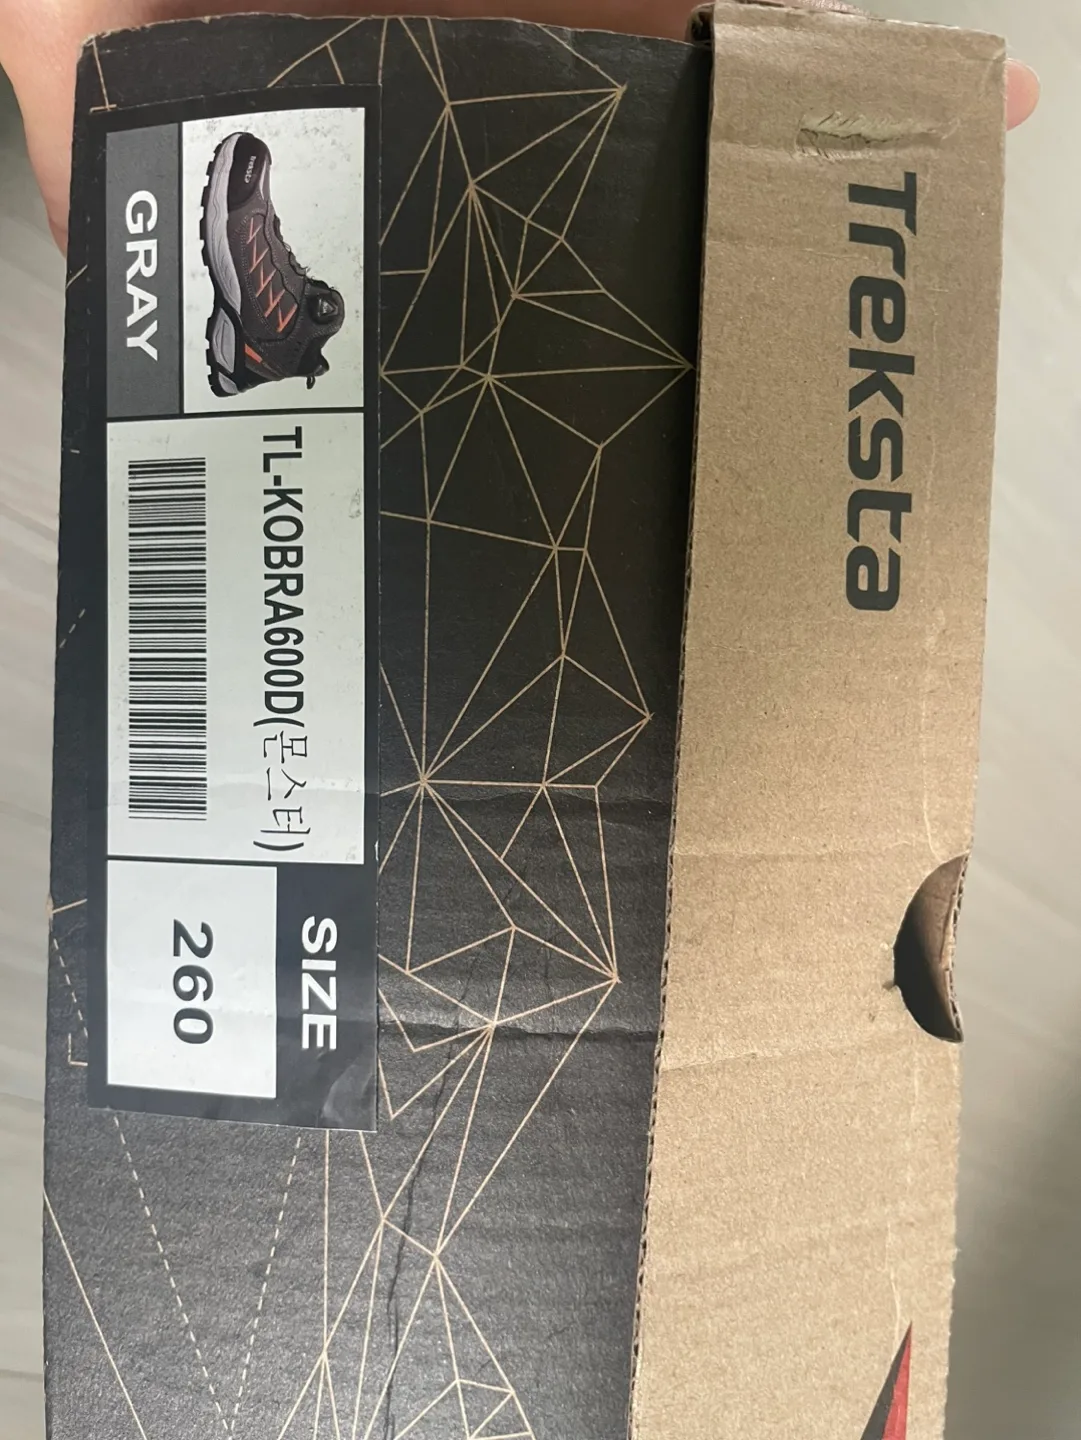 Treksta
GRAY
TL-KOBRA600D(몬스터)
SIZE
260